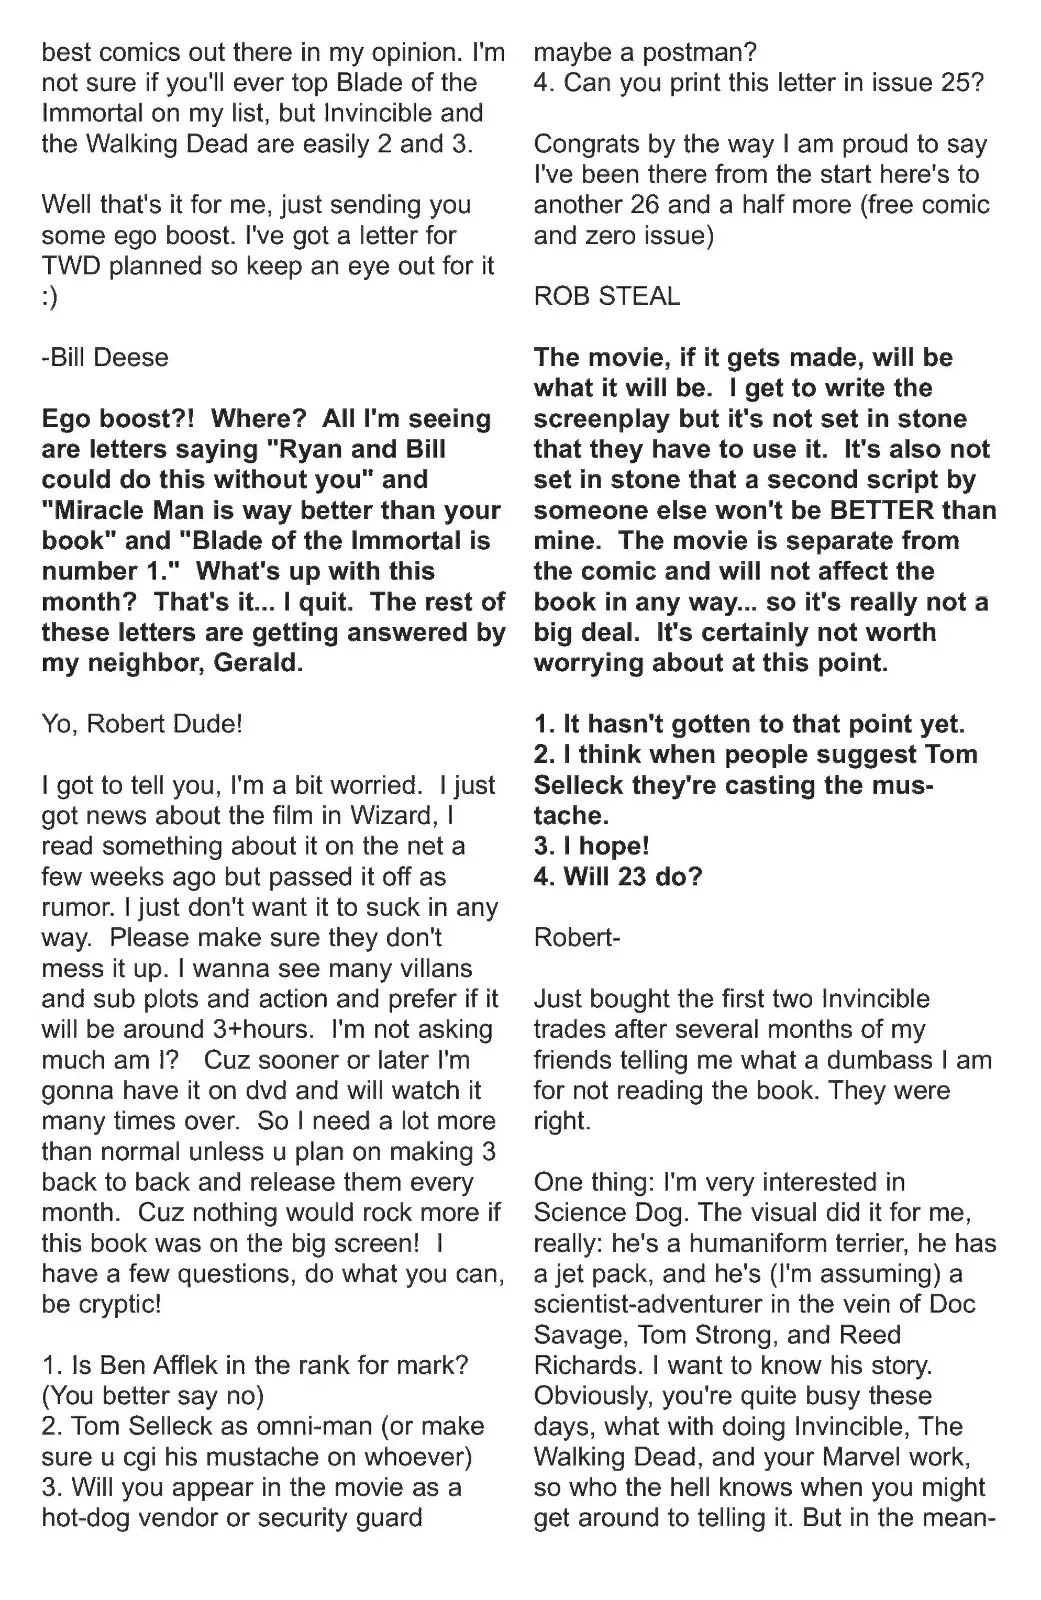 best comics out there in my opinion. I'm
not sure if you'll ever top Blade of the
Immortal on my list, but Invincible and
the Walking Dead are easily 2 and 3.
Well that's it for me, just sending you
some ego boost. I've got a letter for
TWD planned so keep an eye out for it
:)
-Bill Deese
Ego boost?!  Where?  All I'm seeing
are letters saying "Ryan and Bill
could do this without you" and
"Miracle Man is way better than your
book" and "Blade of the Immortal is
number 1."  What's up with this
month?  That's it... I quit.  The rest of
these letters are getting answered by
my neighbor, Gerald.
Yo, Robert Dude!
I got to tell you, I'm a bit worried.  I just
got news about the film in Wizard, I
read something about it on the net a
few weeks ago but passed it off as
rumor. I just don't want it to suck in any
way.  Please make sure they don't
mess it up. I wanna see many villans
and sub plots and action and prefer if it
will be around 3+hours.  I'm not asking
much am I?   Cuz sooner or later I'm
gonna have it on dvd and will watch it
many times over.  So I need a lot more
than normal unless u plan on making 3
back to back and release them every
month.  Cuz nothing would rock more if
this book was on the big screen!  I
have a few questions, do what you can,
be cryptic!
1. Is Ben Afflek in the rank for mark?
(You better say no)
2. Tom Selleck as omni-man (or make
sure u cgi his mustache on whoever)
3. Will you appear in the movie as a
hot-dog vendor or security guard
maybe a postman?
4. Can you print this letter in issue 25?
Congrats by the way I am proud to say
I've been there from the start here's to
another 26 and a half more (free comic
and zero issue)
ROB STEAL
The movie, if it gets made, will be
what it will be.  I get to write the
screenplay but it's not set in stone
that they have to use it.  It's also not
set in stone that a second script by
someone else won't be BETTER than
mine.  The movie is separate from
the comic and will not affect the
book in any way... so it's really not a
big deal.  It's certainly not worth
worrying about at this point.
1. It hasn't gotten to that point yet.
2. I think when people suggest Tom
Selleck they're casting the mus-
tache.
3. I hope!
4. Will 23 do?
Robert-
Just bought the first two Invincible
trades after several months of my
friends telling me what a dumbass I am
for not reading the book. They were
right.
One thing: I'm very interested in
Science Dog. The visual did it for me,
really: he's a humaniform terrier, he has
a jet pack, and he's (I'm assuming) a
scientist-adventurer in the vein of Doc
Savage, Tom Strong, and Reed
Richards. I want to know his story.
Obviously, you're quite busy these
days, what with doing Invincible, The
Walking Dead, and your Marvel work,
so who the hell knows when you might
get around to telling it. But in the mean-